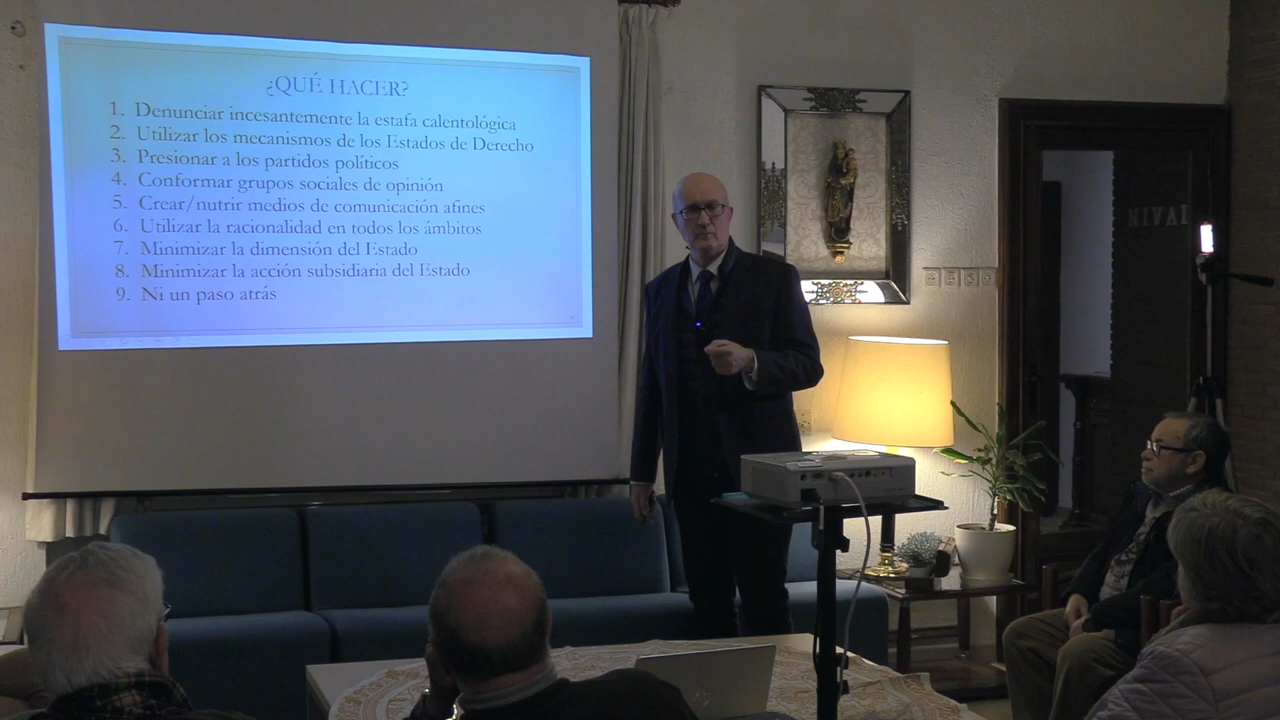 ¿QUÉ HACER?
1. Denunciar incesantemente la estafa calentológica
2. Utilizar los mecanismos de los Estados de Derecho
3. Presionar a los partidos políticos
4. Conformar grupos sociales de opinión
5. Crear/nutrir medios de comunicación afines
6. Utilizar la racionalidad en todos los ámbitos
7. Minimizar la dimensión del Estado
8. Minimizar la acción subsidiaria del Estado
9. Ni un paso atrás